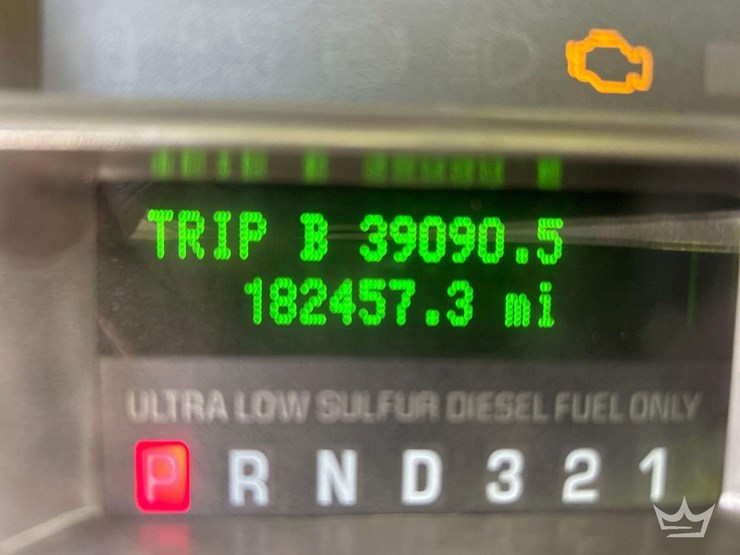 TRIP B 39090.5
182457.3 mi
ULTRA LOW SULFUR DIESEL FUEL ONLY
P R N D 3 2 1